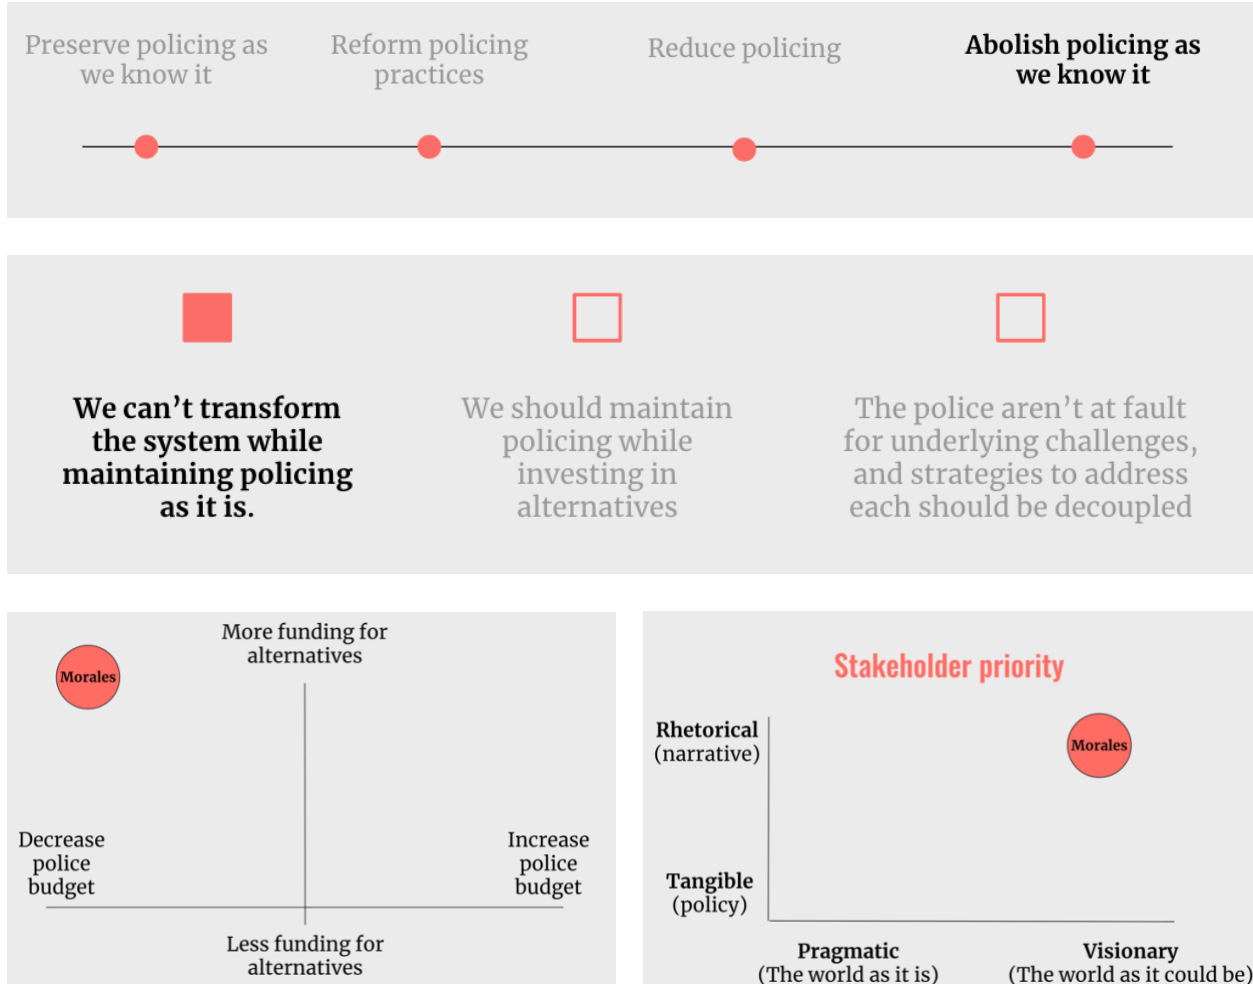 Preserve policing as
we know it
Reform policing
practices
Reduce policing
Abolish policing as
we know it
We can’t transform
the system while
maintaining policing
as it is.
We should maintain
policing while
investing in
alternatives
The police aren’t at fault
for underlying challenges,
and strategies to address
each should be decoupled
More funding for
alternatives
Morales
Decrease
police
budget
Increase
police
budget
Less funding for
alternatives
Stakeholder priority
Rhetorical
(narrative)
Morales
Tangible
(policy)
Pragmatic
(The world as it is)
Visionary
(The world as it could be)